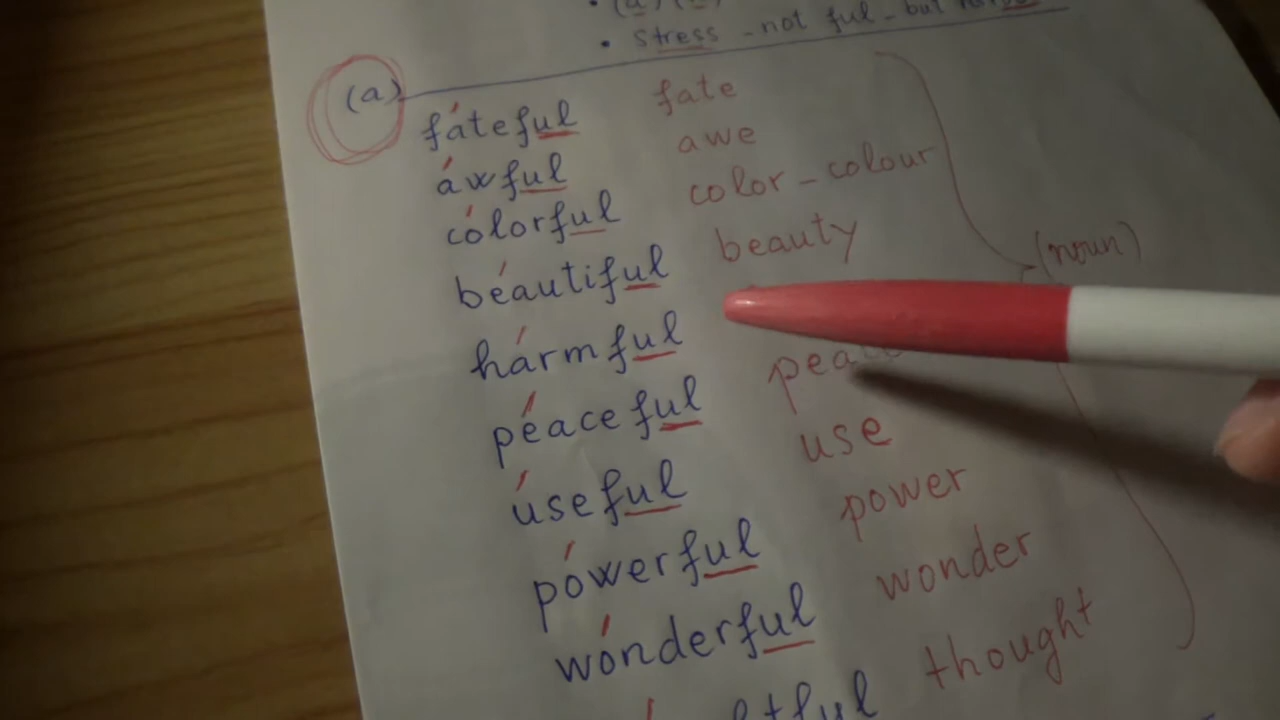 • Stress - not ful - but
(a)
fateful fate
awful awe
colorful color - colour
beautiful beauty
(noun)
harmful
peaceful
useful use
powerful power
wonderful wonder
thought